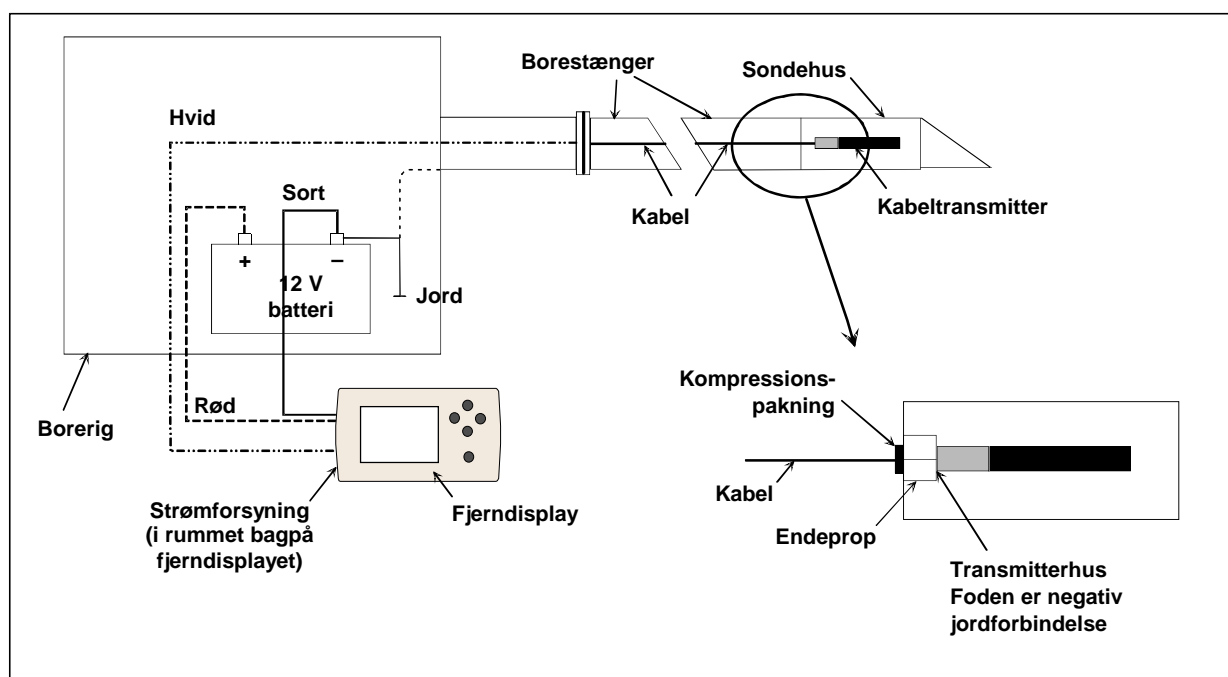 Borestænger
Sondehus
Hvid
Kabel
Kabeltransmitter
Sort
+
–
12 V
batteri
Jord
Rød
Borerig
Strømforsyning
(i rummet bagpå
fjerndisplayet)
Fjerndisplay
Kompressions-
pakning
Kabel
Endeprop
Transmitterhus
Foden er negativ
jordforbindelse